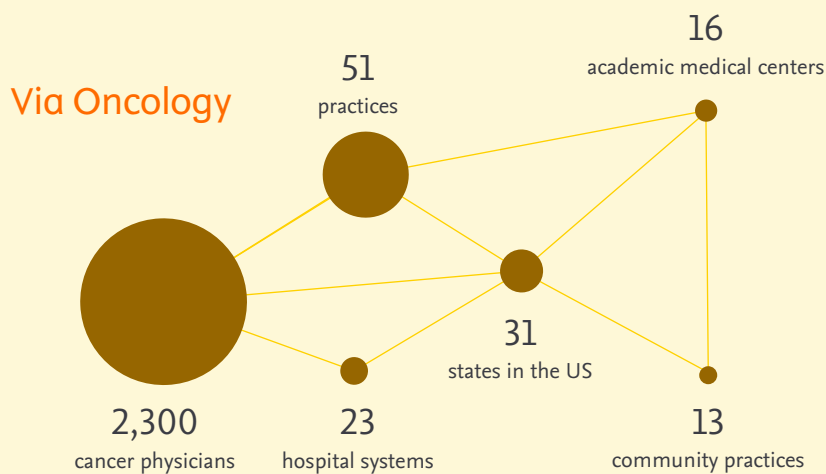 Via Oncology
51
practices
16
academic medical centers
31
states in the US
2,300
cancer physicians
23
hospital systems
13
community practices